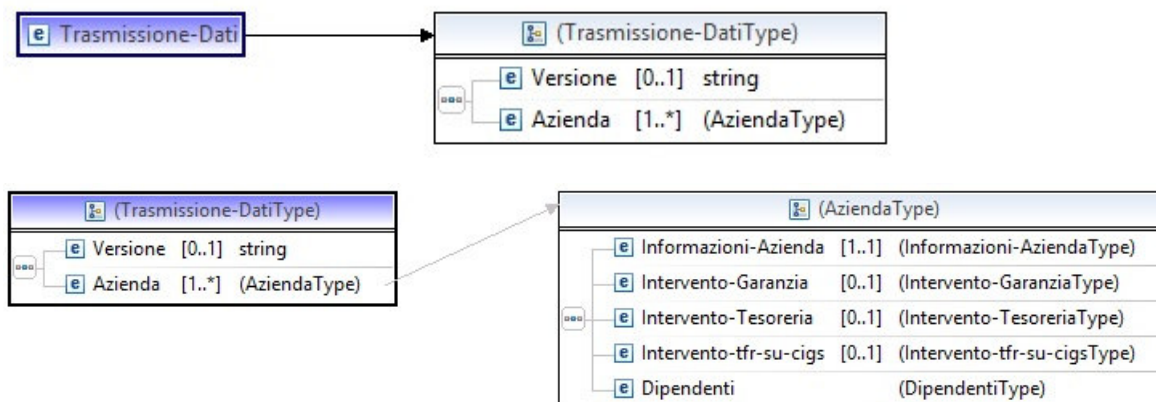 e Trasmissione-Dati
(Trasmissione-DatiType)
e Versione [0..1] string
e Azienda [1..*] (AziendaType)
(Trasmissione-DatiType)
e Versione [0..1] string
e Azienda [1..*] (AziendaType)
(AziendaType)
e Informazioni-Azienda [1..1] (Informazioni-AziendaType)
e Intervento-Garanzia [0..1] (Intervento-GaranziaType)
e Intervento-Tesoreria [0..1] (Intervento-TesoreriaType)
e Intervento-tfr-su-cigs [0..1] (Intervento-tfr-su-cigsType)
e Dipendenti (DipendentiType)